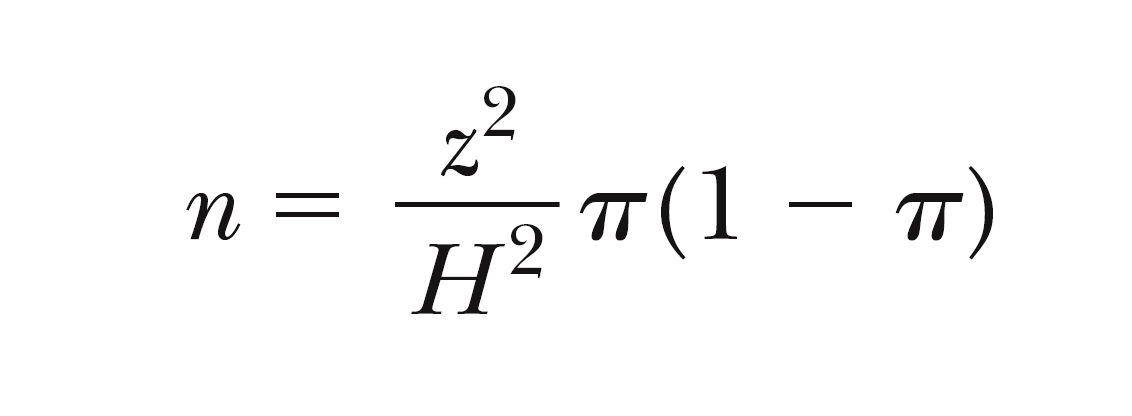 n = z²/H² π(1 − π)